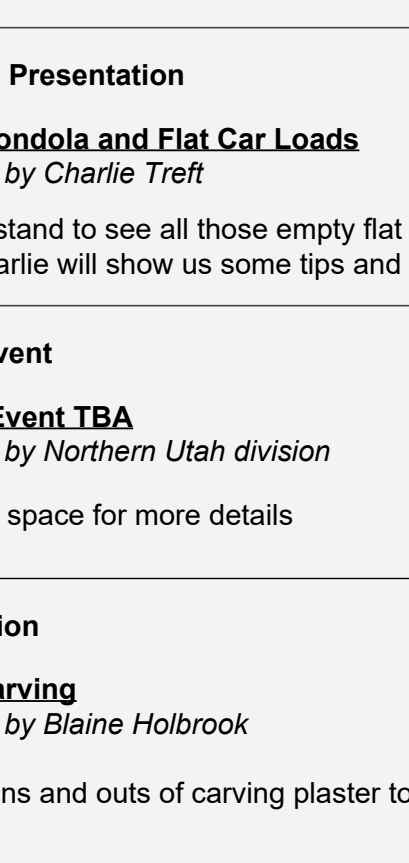 Presentation
ondola and Flat Car Loads
by Charlie Treft
stand to see all those empty flat
arlie will show us some tips and
vent
Event TBA
by Northern Utah division
space for more details
ion
arving
by Blaine Holbrook
ns and outs of carving plaster to